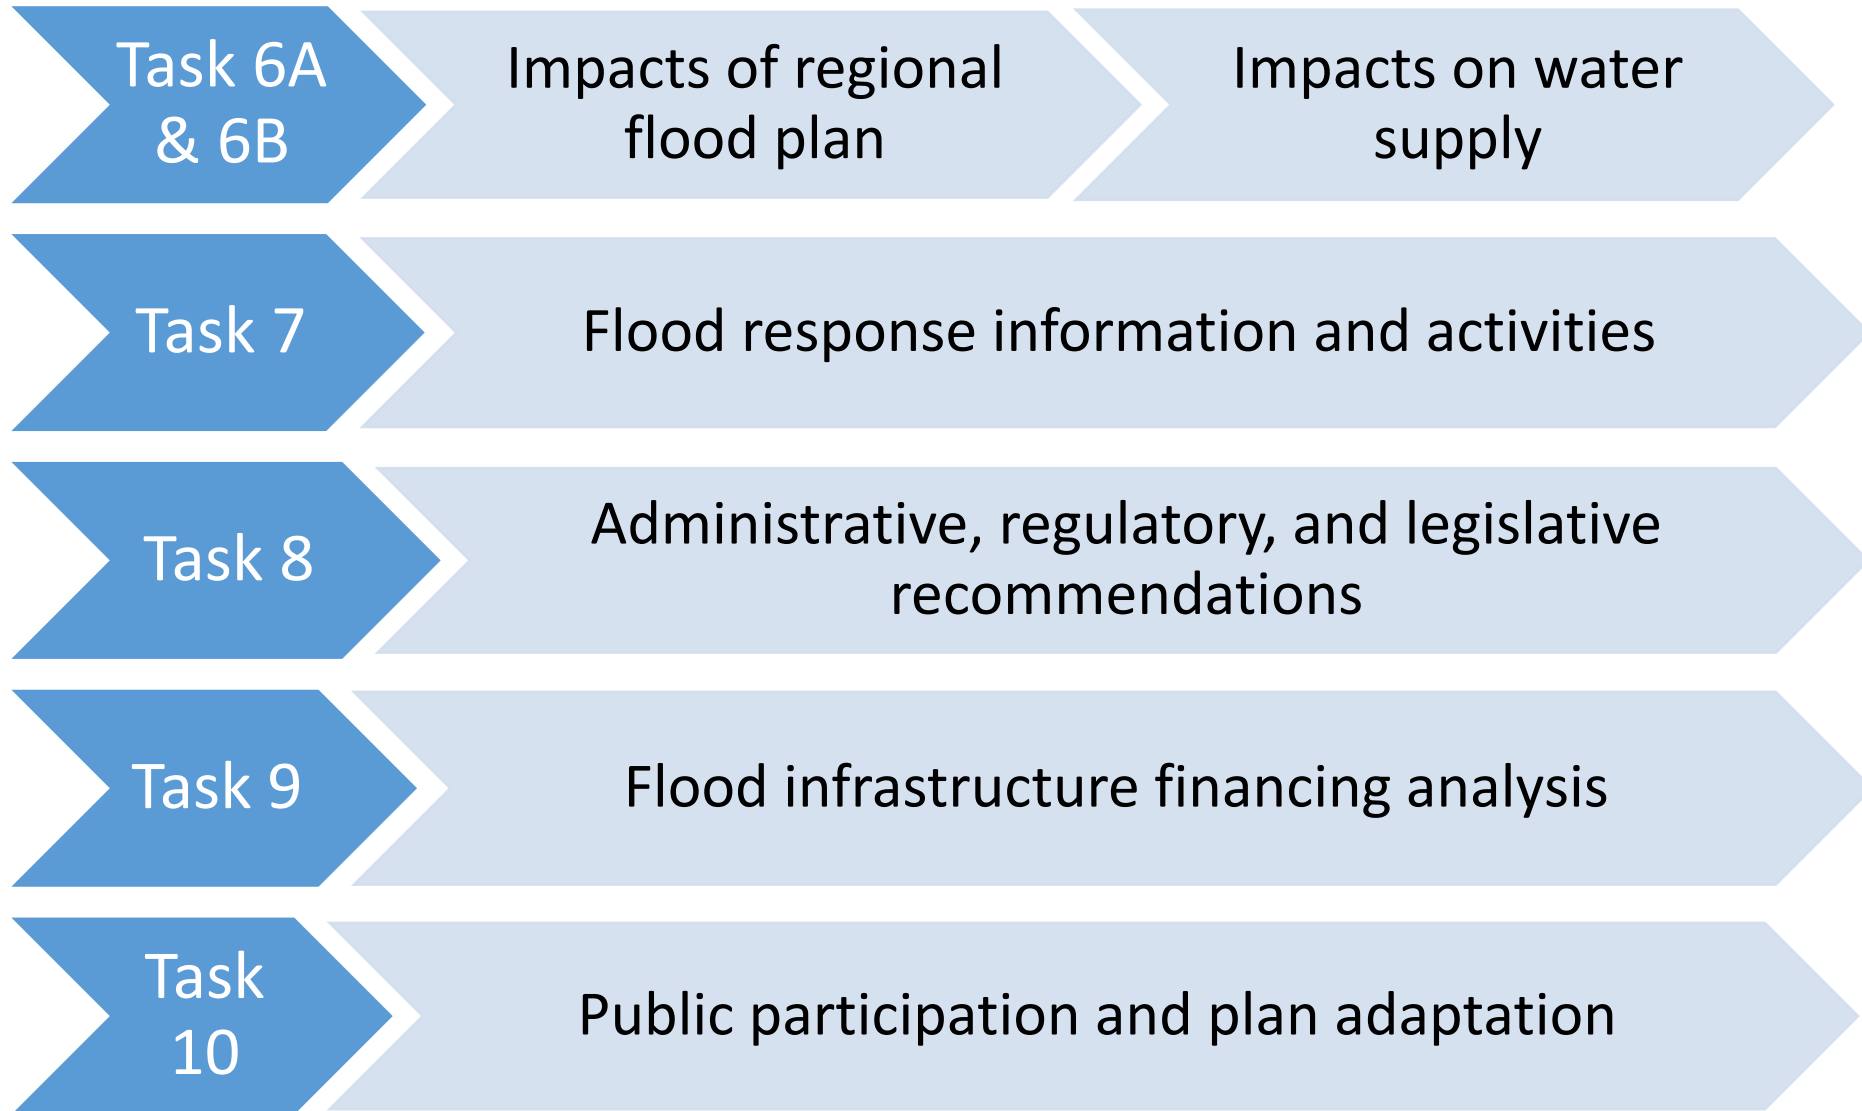 Task 6A
& 6B
Impacts of regional
flood plan
Impacts on water
supply
Task 7
Flood response information and activities
Task 8
Administrative, regulatory, and legislative
recommendations
Task 9
Flood infrastructure financing analysis
Task
10
Public participation and plan adaptation